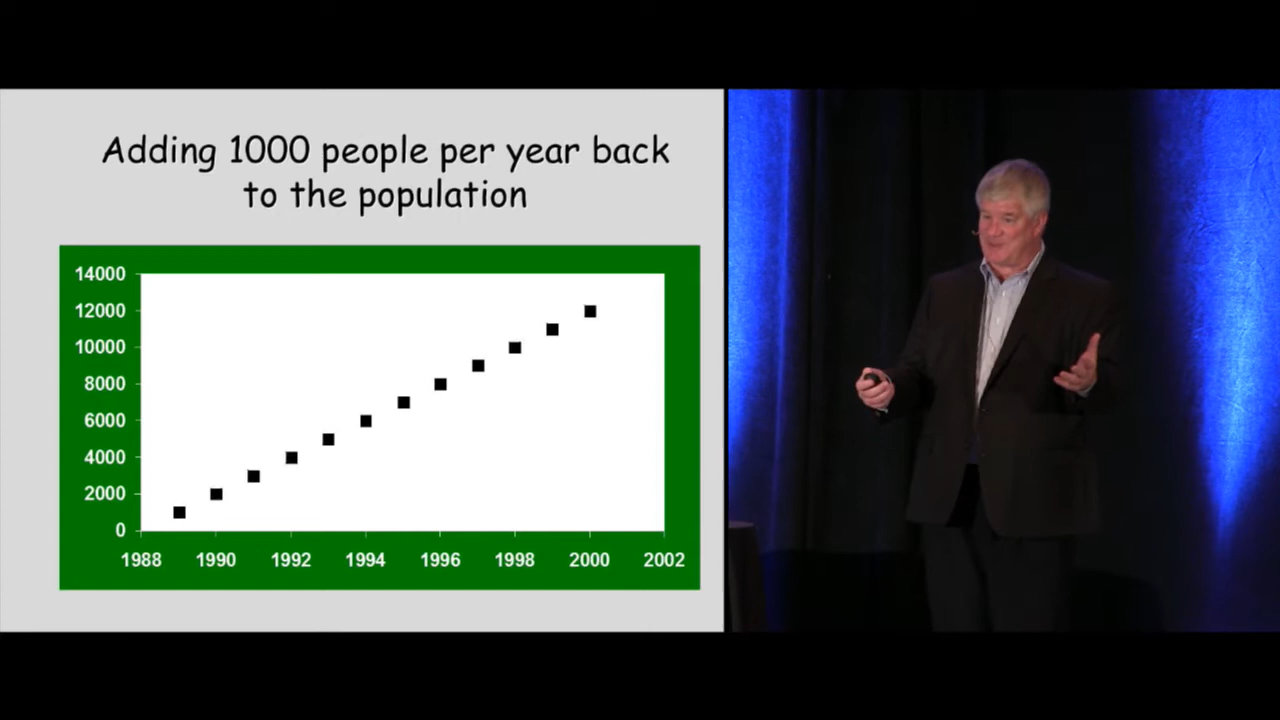 Adding 1000 people per year back
to the population
14000
12000
10000
8000
6000
4000
2000
0
1988 1990 1992 1994 1996 1998 2000 2002